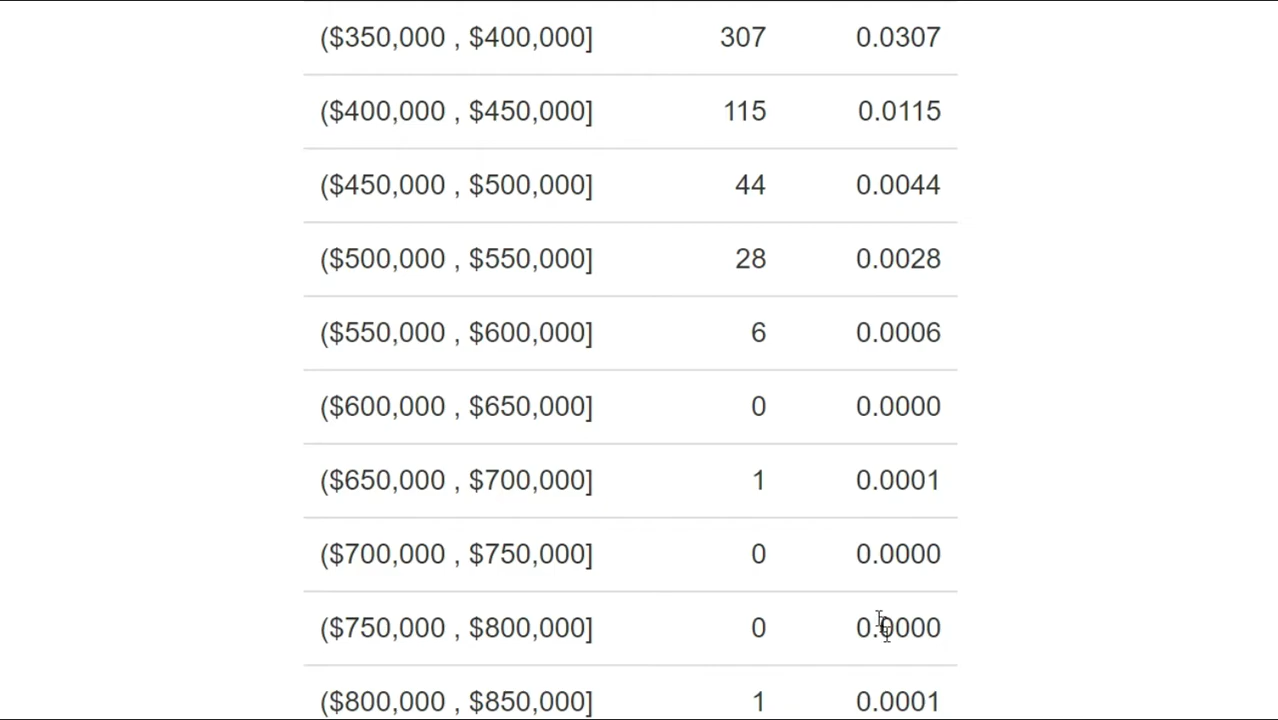 ($350,000 , $400,000] 307 0.0307
($400,000 , $450,000] 115 0.0115
($450,000 , $500,000] 44 0.0044
($500,000 , $550,000] 28 0.0028
($550,000 , $600,000] 6 0.0006
($600,000 , $650,000] 0 0.0000
($650,000 , $700,000] 1 0.0001
($700,000 , $750,000] 0 0.0000
($750,000 , $800,000] 0 0.0000
($800,000 , $850,000] 1 0.0001